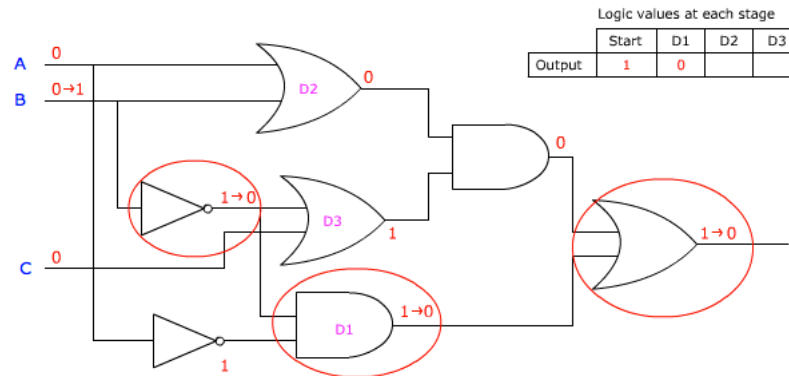 Logic values at each stage
Start D1 D2 D3
Output 1 0
A 0
B 0→1
D2 0
0
1→0
D3 1
1→0
C 0
D1 1→0
1